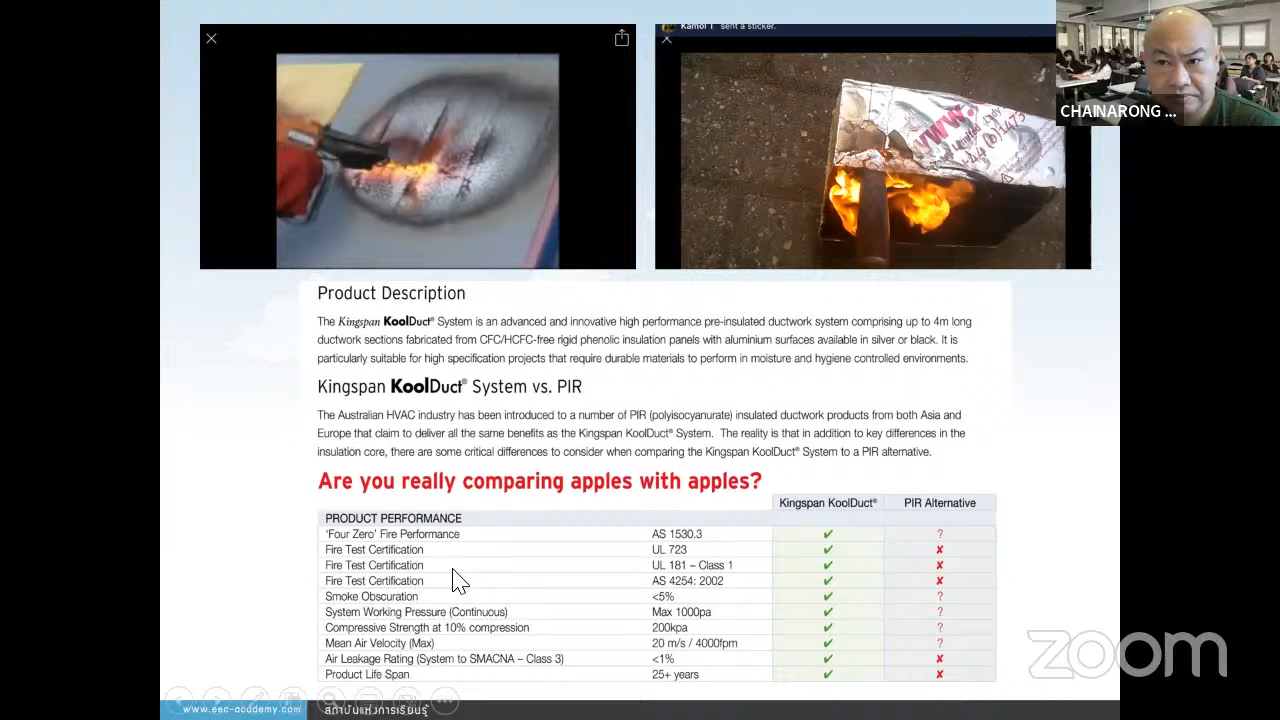 Kamol T sent a sticker.
CHAINARONG ...
www.
Product Description
The Kingspan KoolDuct® System is an advanced and innovative high performance pre-insulated ductwork system comprising up to 4m long
ductwork sections fabricated from CFC/HCFC-free rigid phenolic insulation panels with aluminium surfaces available in silver or black. It is
particularly suitable for high specification projects that require durable materials to perform in moisture and hygiene controlled environments.
Kingspan KoolDuct® System vs. PIR
The Australian HVAC industry has been introduced to a number of PIR (polyisocyanurate) insulated ductwork products from both Asia and
Europe that claim to deliver all the same benefits as the Kingspan KoolDuct® System. The reality is that in addition to key differences in the
insulation core, there are some critical differences to consider when comparing the Kingspan KoolDuct® System to a PIR alternative.
Are you really comparing apples with apples?
Kingspan KoolDuct® PIR Alternative
PRODUCT PERFORMANCE
'Four Zero' Fire Performance AS 1530.3 ✔ ?
Fire Test Certification UL 723 ✔ ✘
Fire Test Certification UL 181 – Class 1 ✔ ✘
Fire Test Certification AS 4254: 2002 ✔ ✘
Smoke Obscuration <5% ✔ ?
System Working Pressure (Continuous) Max 1000pa ✔ ?
Compressive Strength at 10% compression 200kpa ✔ ?
Mean Air Velocity (Max) 20 m/s / 4000fpm ✔ ?
Air Leakage Rating (System to SMACNA – Class 3) <1% ✔ ✘
Product Life Span 25+ years ✔ ✘
zoom
www.eec-academy.com สถาบันแห่งการเรียนรู้